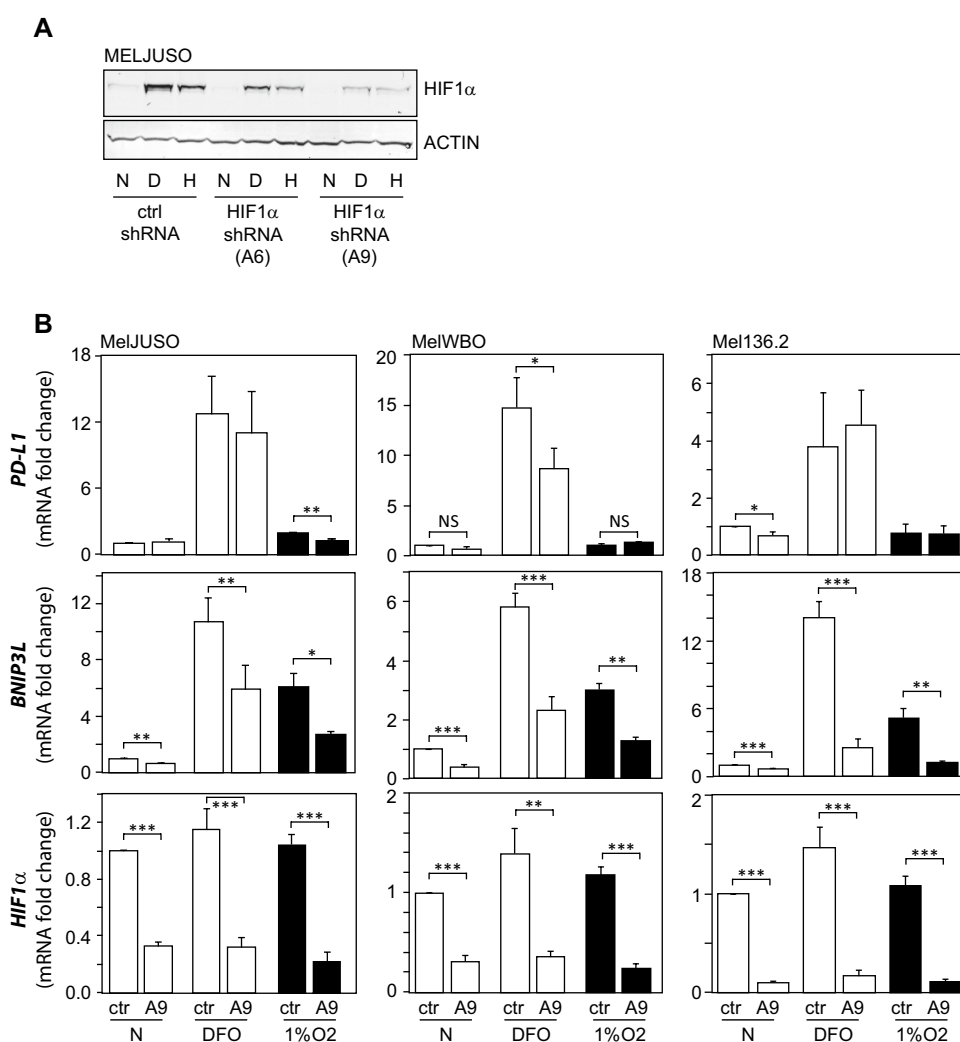 A
MELJUSO
HIF1α
ACTIN
N D H N D H N D H
ctrl shRNA
HIF1α shRNA (A6)
HIF1α shRNA (A9)
B
MelJUSO MelWBO Mel136.2
PD-L1 (mRNA fold change)
18
12
6
0
**
20
15
10
5
0
NS * NS
6
4
2
0
*
BNIP3L (mRNA fold change)
12
8
4
0
** ** *
6
4
2
0
*** *** **
18
12
6
0
*** *** **
HIF1α (mRNA fold change)
1.2
0.8
0.4
0.0
*** *** ***
2
1
0
*** ** ***
2
1
0
*** *** ***
ctr A9 ctr A9 ctr A9 ctr A9 ctr A9 ctr A9 ctr A9 ctr A9 ctr A9
N DFO 1%O2 N DFO 1%O2 N DFO 1%O2